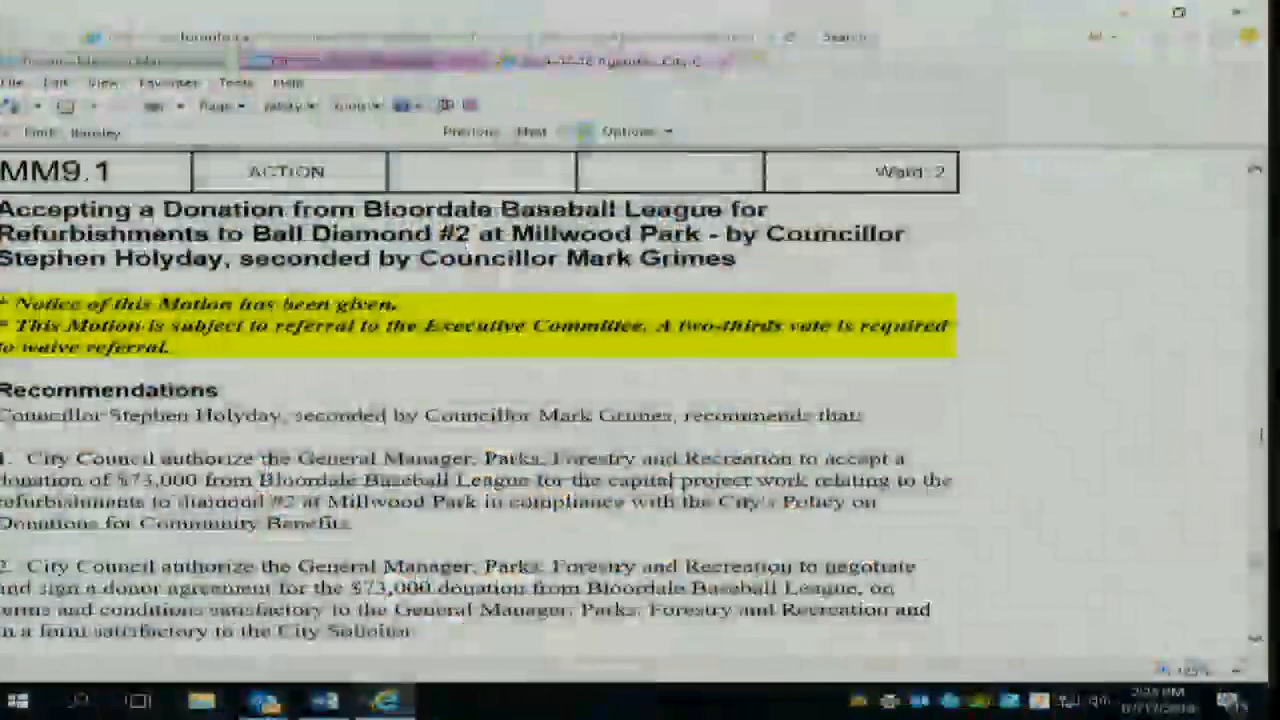 Search
View Favorites Tools Help
Page
Previous Next Options
MM9.1 ACTION Ward: 2
Accepting a Donation from Bloordale Baseball League for
Refurbishments to Ball Diamond #2 at Millwood Park - by Councillor
Stephen Holyday, seconded by Councillor Mark Grimes
* Notice of this Motion has been given.
* This Motion is subject to referral to the Executive Committee. A two-thirds vote is required
to waive referral.
Recommendations
Councillor Stephen Holyday, seconded by Councillor Mark Grimes, recommends that:
1. City Council authorize the General Manager, Parks, Forestry and Recreation to accept a
donation of $73,000 from Bloordale Baseball League for the capital project work relating to the
refurbishments to diamond #2 at Millwood Park in compliance with the City's Policy on
Donations for Community Benefits.
2. City Council authorize the General Manager, Parks, Forestry and Recreation to negotiate
and sign a donor agreement for the $73,000 donation from Bloordale Baseball League, on
terms and conditions satisfactory to the General Manager, Parks, Forestry and Recreation and
in a form satisfactory to the City Solicitor.